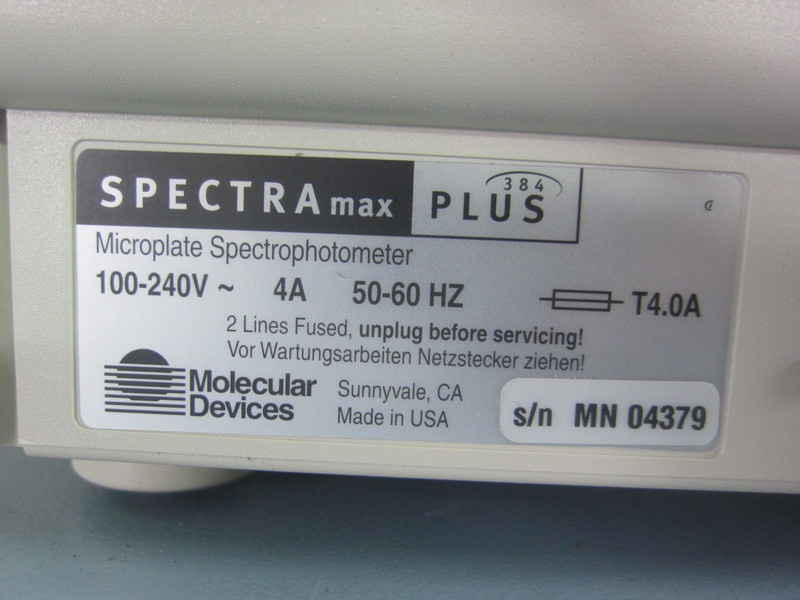 SPECTRAmax PLUS 384
Microplate Spectrophotometer
100-240V ~ 4A 50-60 HZ T4.0A
2 Lines Fused, unplug before servicing!
Vor Wartungsarbeiten Netzstecker ziehen!
Molecular Devices
Sunnyvale, CA
Made in USA
s/n MN 04379